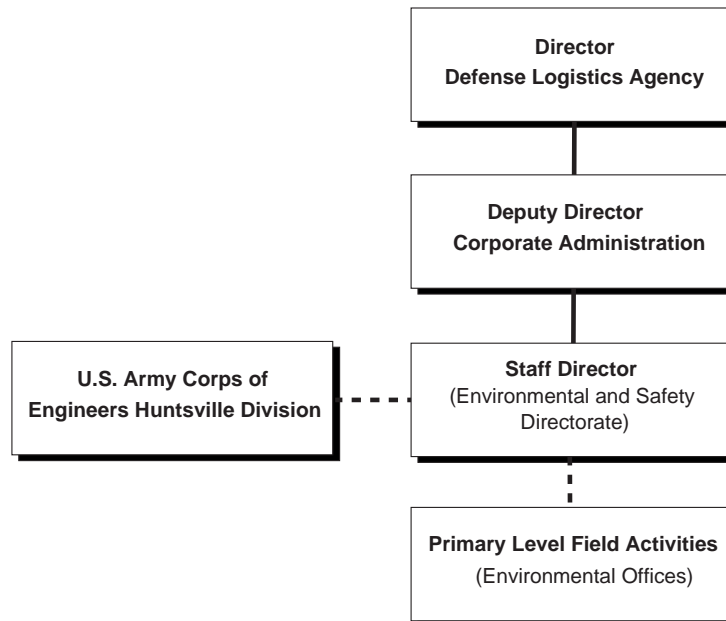 Director
Defense Logistics Agency
Deputy Director
Corporate Administration
U.S. Army Corps of
Engineers Huntsville Division
Staff Director
(Environmental and Safety
Directorate)
Primary Level Field Activities
(Environmental Offices)